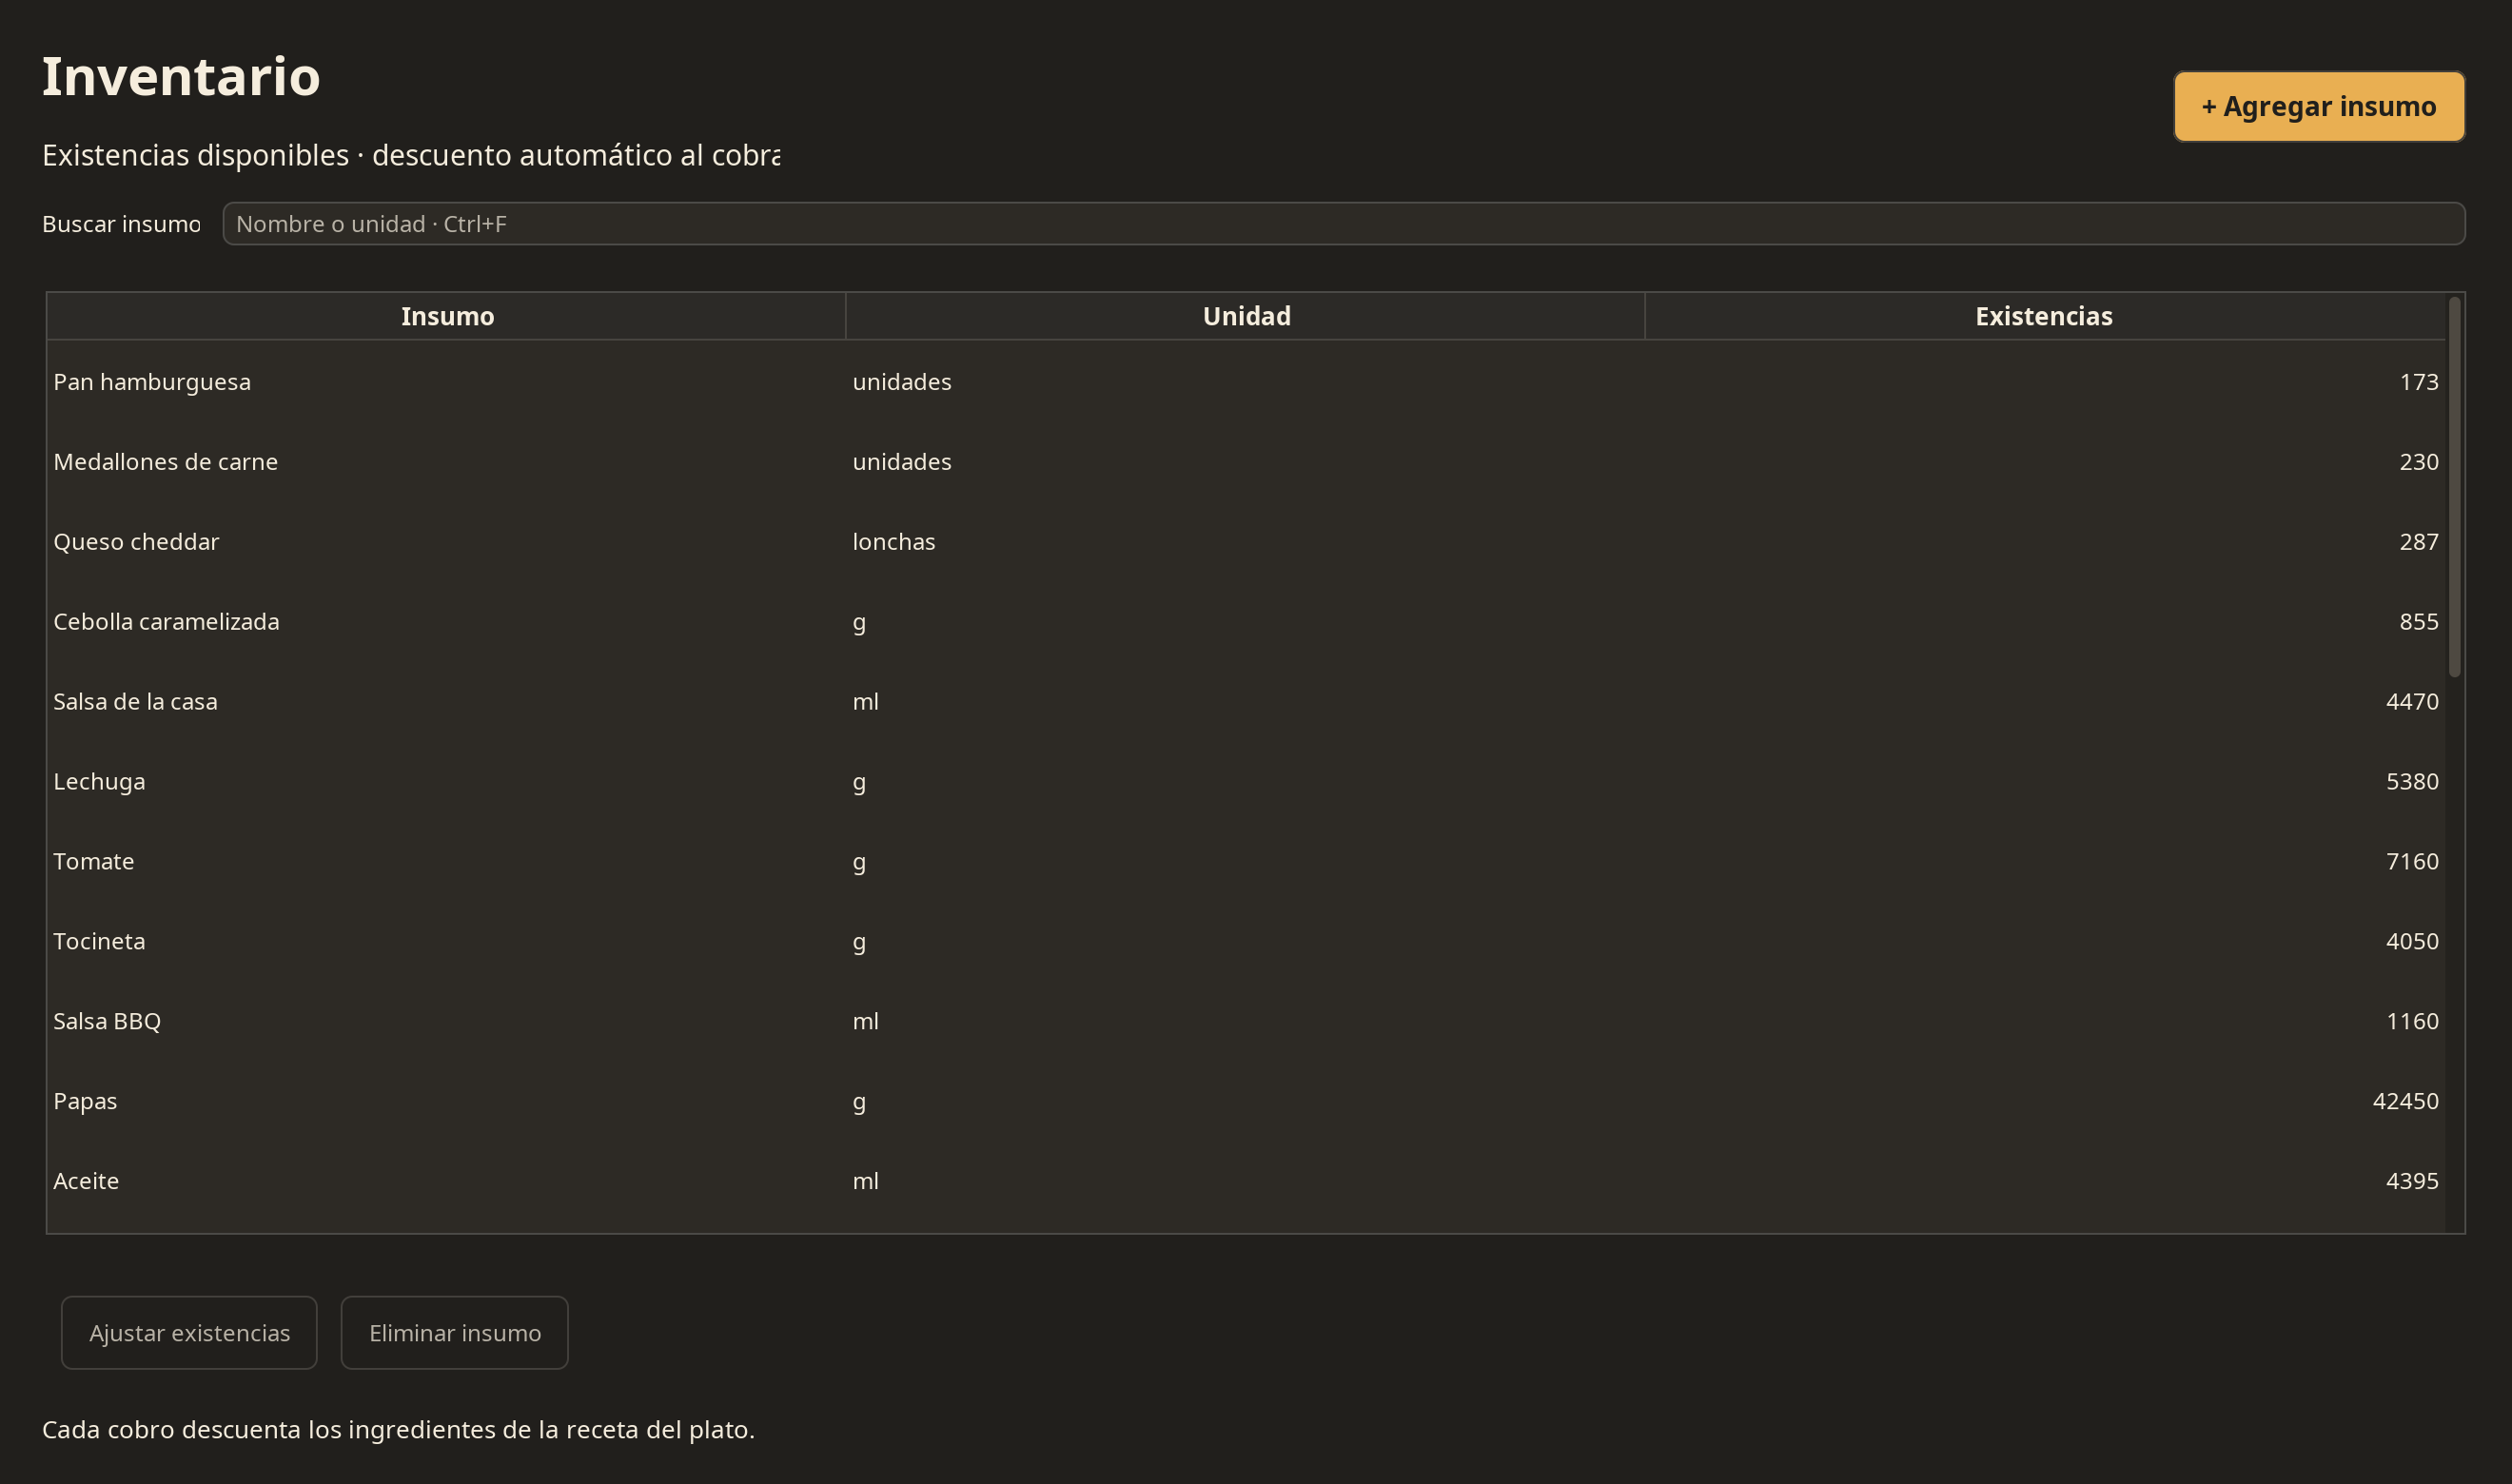 Inventario
+ Agregar insumo
Existencias disponibles · descuento automático al cobra
Buscar insumo
Nombre o unidad · Ctrl+F
Insumo Unidad Existencias
Pan hamburguesa unidades 173
Medallones de carne unidades 230
Queso cheddar lonchas 287
Cebolla caramelizada g 855
Salsa de la casa ml 4470
Lechuga g 5380
Tomate g 7160
Tocineta g 4050
Salsa BBQ ml 1160
Papas g 42450
Aceite ml 4395
Ajustar existencias
Eliminar insumo
Cada cobro descuenta los ingredientes de la receta del plato.